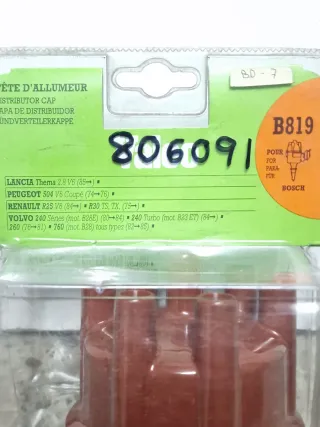 TÊTE D'ALLUMEUR
DISTRIBUTOR CAP
TAPA DE DISTRIBUIDOR
ZÜNDVERTEILERKAPPE
BD-7
B819
POUR
FOR
PARA
FÜR
BOSCH
806091
LANCIA Thema 2.8 V6 (85→)
PEUGEOT 504 V6 Coupé (74→76)
RENAULT R25 V6 (84→) R30 TS, TX, (75→)
VOLVO 240 Series (mot. B28E) (83→84) 240 Turbo (mot. B23 ET) (84→)
260 (78→81) 760 (mot. B28) tous types (82→85)